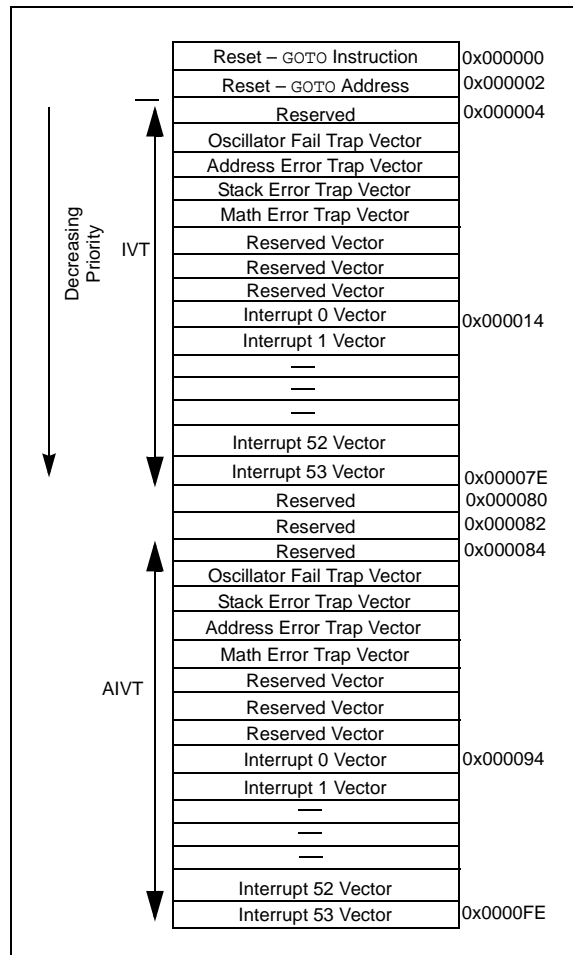 Reset – GOTO Instruction 0x000000
Reset – GOTO Address 0x000002
Reserved 0x000004
Oscillator Fail Trap Vector
Address Error Trap Vector
Stack Error Trap Vector
Math Error Trap Vector
Decreasing
Priority
IVT
Reserved Vector
Reserved Vector
Reserved Vector
Interrupt 0 Vector 0x000014
Interrupt 1 Vector
—
—
—
Interrupt 52 Vector
Interrupt 53 Vector 0x00007E
Reserved 0x000080
Reserved 0x000082
Reserved 0x000084
Oscillator Fail Trap Vector
Stack Error Trap Vector
Address Error Trap Vector
Math Error Trap Vector
AIVT
Reserved Vector
Reserved Vector
Reserved Vector
Interrupt 0 Vector 0x000094
Interrupt 1 Vector
—
—
—
Interrupt 52 Vector
Interrupt 53 Vector 0x0000FE